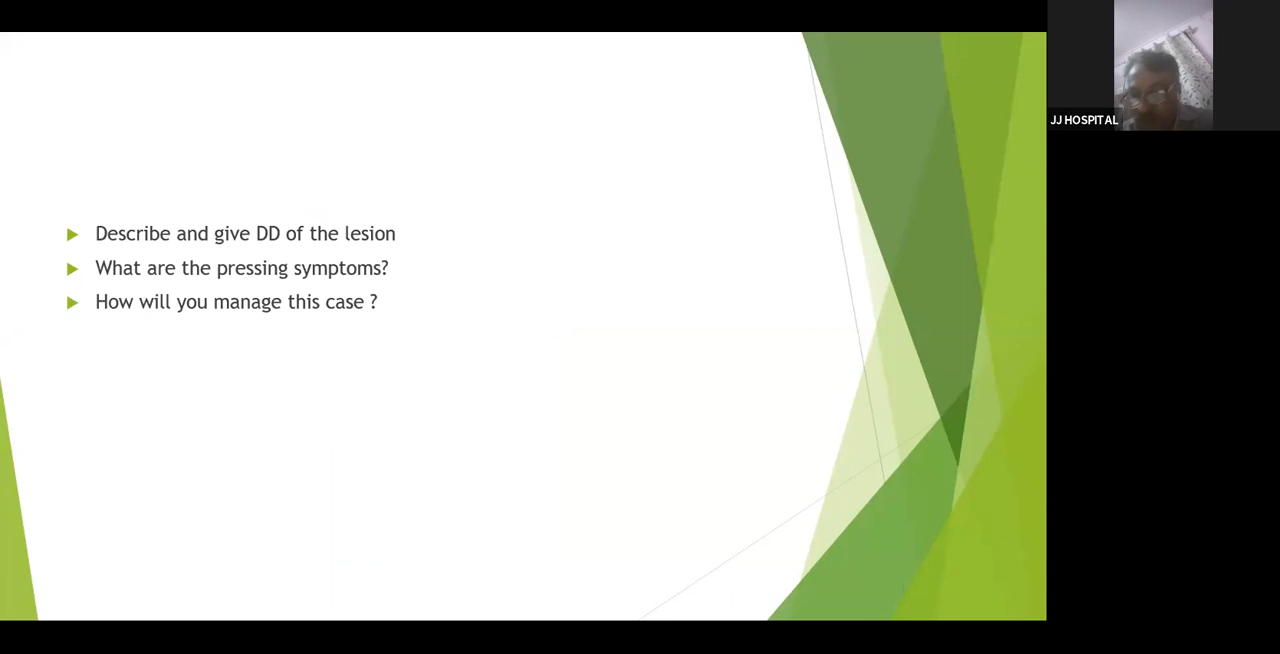 Describe and give DD of the lesion
What are the pressing symptoms?
How will you manage this case ?
JJ HOSPITAL